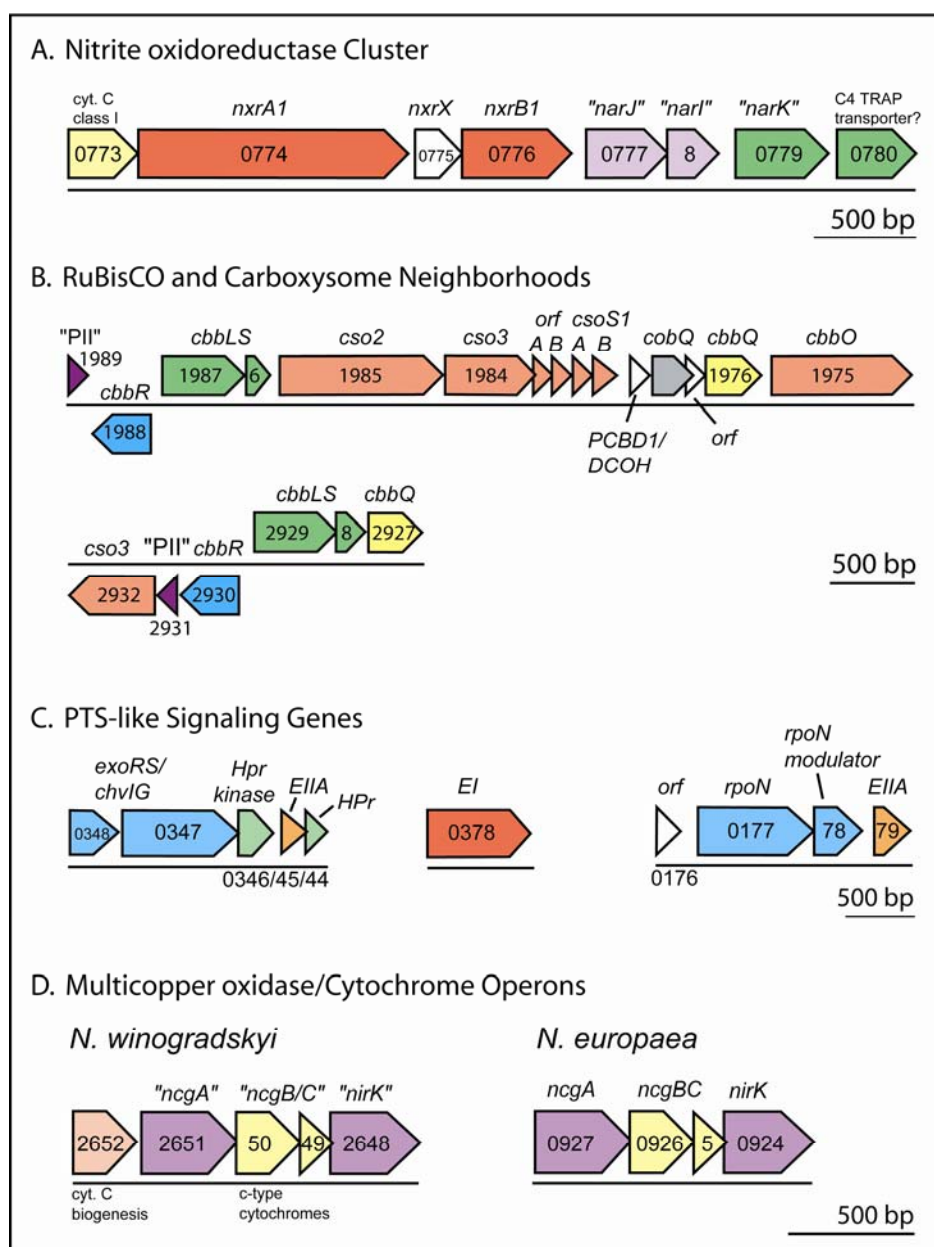 A. Nitrite oxidoreductase Cluster
cyt. C
class I
nxrA1
nxrX
nxrB1
"narJ"
"narI"
"narK"
C4 TRAP
transporter?
0773
0774
0775
0776
0777
8
0779
0780
500 bp
B. RuBisCO and Carboxysome Neighborhoods
"PII"
1989
cbbR
1988
cbbLS
1987
6
cso2
1985
cso3
1984
orf
A B
csoS1
A B
cobQ
cbbQ
1976
cbbO
1975
PCBD1/
DCOH
orf
cbbLS
cbbQ
2929
8
2927
cso3
"PII"
cbbR
2932
2931
2930
500 bp
C. PTS-like Signaling Genes
exoRS/
chvIG
Hpr
kinase
EIIA
HPr
0348
0347
0346/45/44
EI
0378
orf
rpoN
rpoN
modulator
EIIA
0177
78
79
0176
500 bp
D. Multicopper oxidase/Cytochrome Operons
N. winogradskyi
"ncgA"
"ncgB/C"
"nirK"
2652
2651
50
49
2648
cyt. C
biogenesis
c-type
cytochromes
N. europaea
ncgA
ncgBC
nirK
0927
0926
5
0924
500 bp